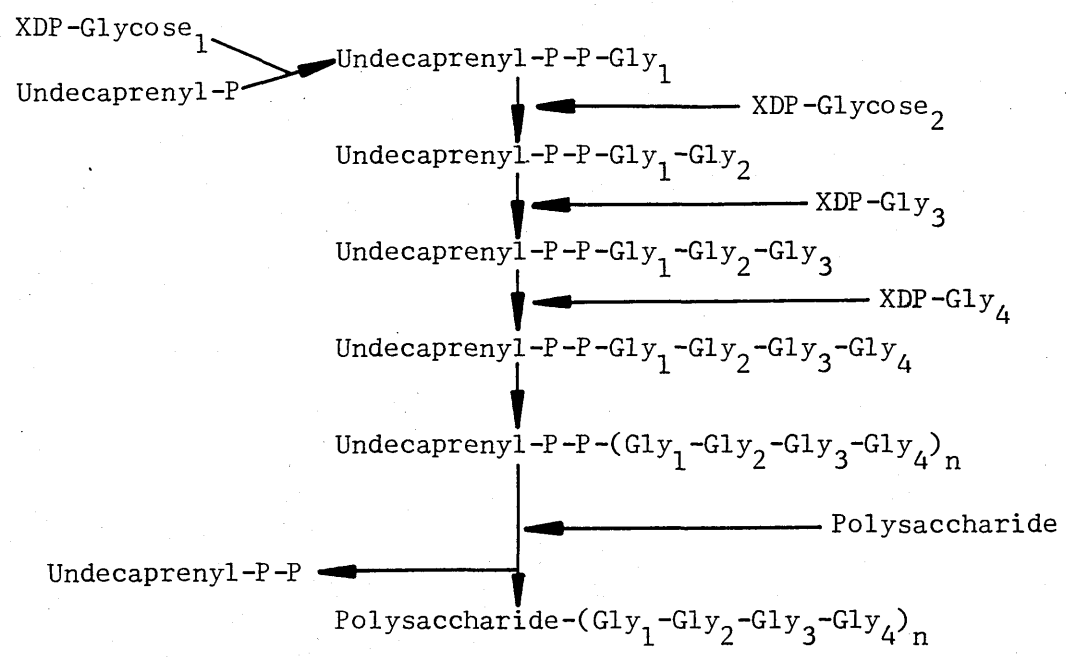 XDP-Glycose₁
Undecaprenyl-P
Undecaprenyl-P-P-Gly₁
XDP-Glycose₂
Undecaprenyl-P-P-Gly₁-Gly₂
XDP-Gly₃
Undecaprenyl-P-P-Gly₁-Gly₂-Gly₃
XDP-Gly₄
Undecaprenyl-P-P-Gly₁-Gly₂-Gly₃-Gly₄
Undecaprenyl-P-P-(Gly₁-Gly₂-Gly₃-Gly₄)ₙ
Polysaccharide
Undecaprenyl-P-P
Polysaccharide-(Gly₁-Gly₂-Gly₃-Gly₄)ₙ